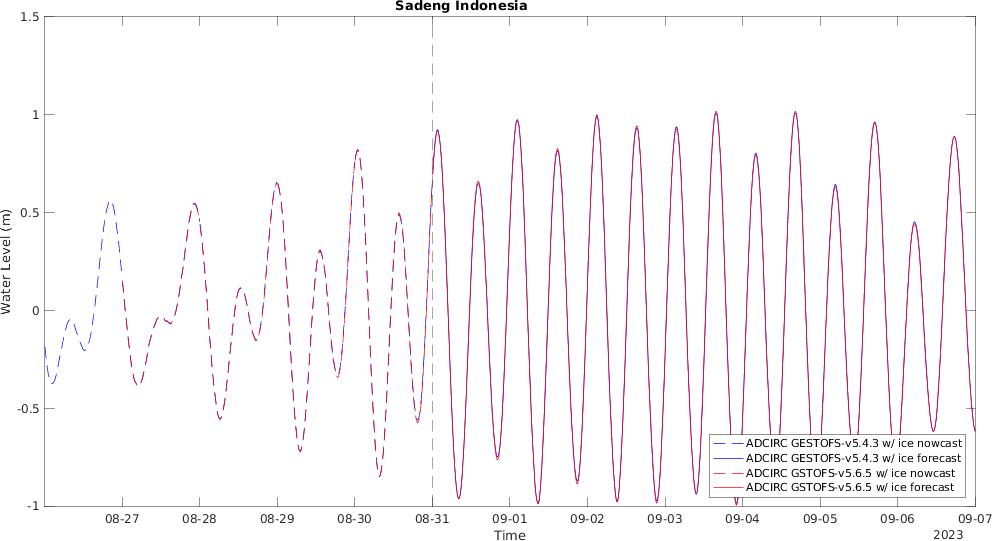 Sadeng Indonesia
1.5
1
0.5
0
-0.5
-1
Water Level (m)
ADCIRC GESTOFS-v5.4.3 w/ ice nowcast
ADCIRC GESTOFS-v5.4.3 w/ ice forecast
ADCIRC GSTOFS-v5.6.5 w/ ice nowcast
ADCIRC GSTOFS-v5.6.5 w/ ice forecast
08-27 08-28 08-29 08-30 08-31 09-01 09-02 09-03 09-04 09-05 09-06 09-07
Time
2023